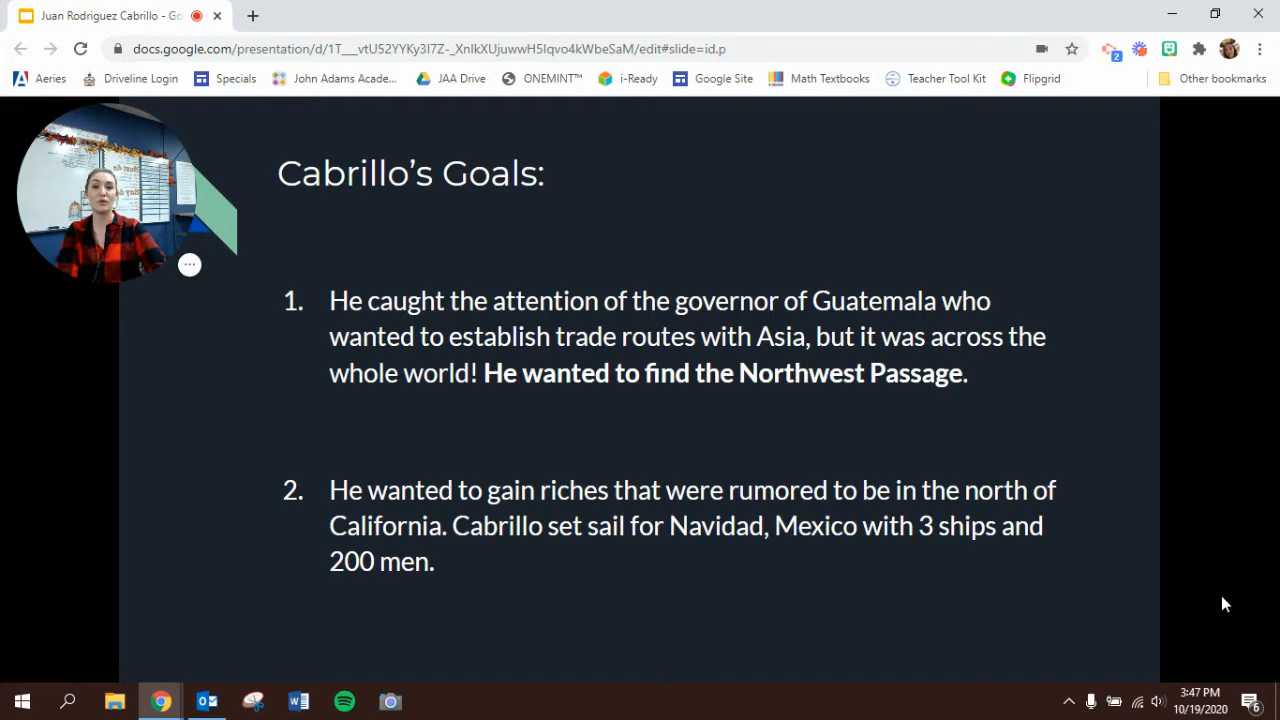 Juan Rodriguez Cabrillo - Go
docs.google.com/presentation/d/1T___vtU52YYKy3I7Z-_XnlkXUjuwwH5Iqvo4kWbeSaM/edit#slide=id.p
2
Aeries
Driveline Login
Specials
John Adams Acade...
JAA Drive
ONEMINT™
i-Ready
Google Site
Math Textbooks
Teacher Tool Kit
Flipgrid
Other bookmarks
Cabrillo's Goals:
1. He caught the attention of the governor of Guatemala who
wanted to establish trade routes with Asia, but it was across the
whole world! He wanted to find the Northwest Passage.
2. He wanted to gain riches that were rumored to be in the north of
California. Cabrillo set sail for Navidad, Mexico with 3 ships and
200 men.
3:47 PM
10/19/2020
6